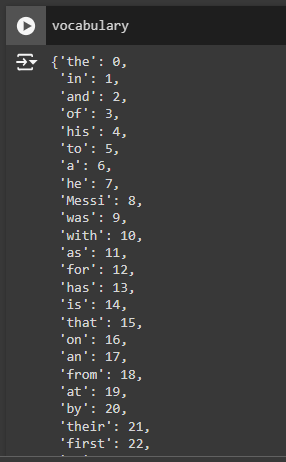 vocabulary
{'the': 0,
'in': 1,
'and': 2,
'of': 3,
'his': 4,
'to': 5,
'a': 6,
'he': 7,
'Messi': 8,
'was': 9,
'with': 10,
'as': 11,
'for': 12,
'has': 13,
'is': 14,
'that': 15,
'on': 16,
'an': 17,
'from': 18,
'at': 19,
'by': 20,
'their': 21,
'first': 22,